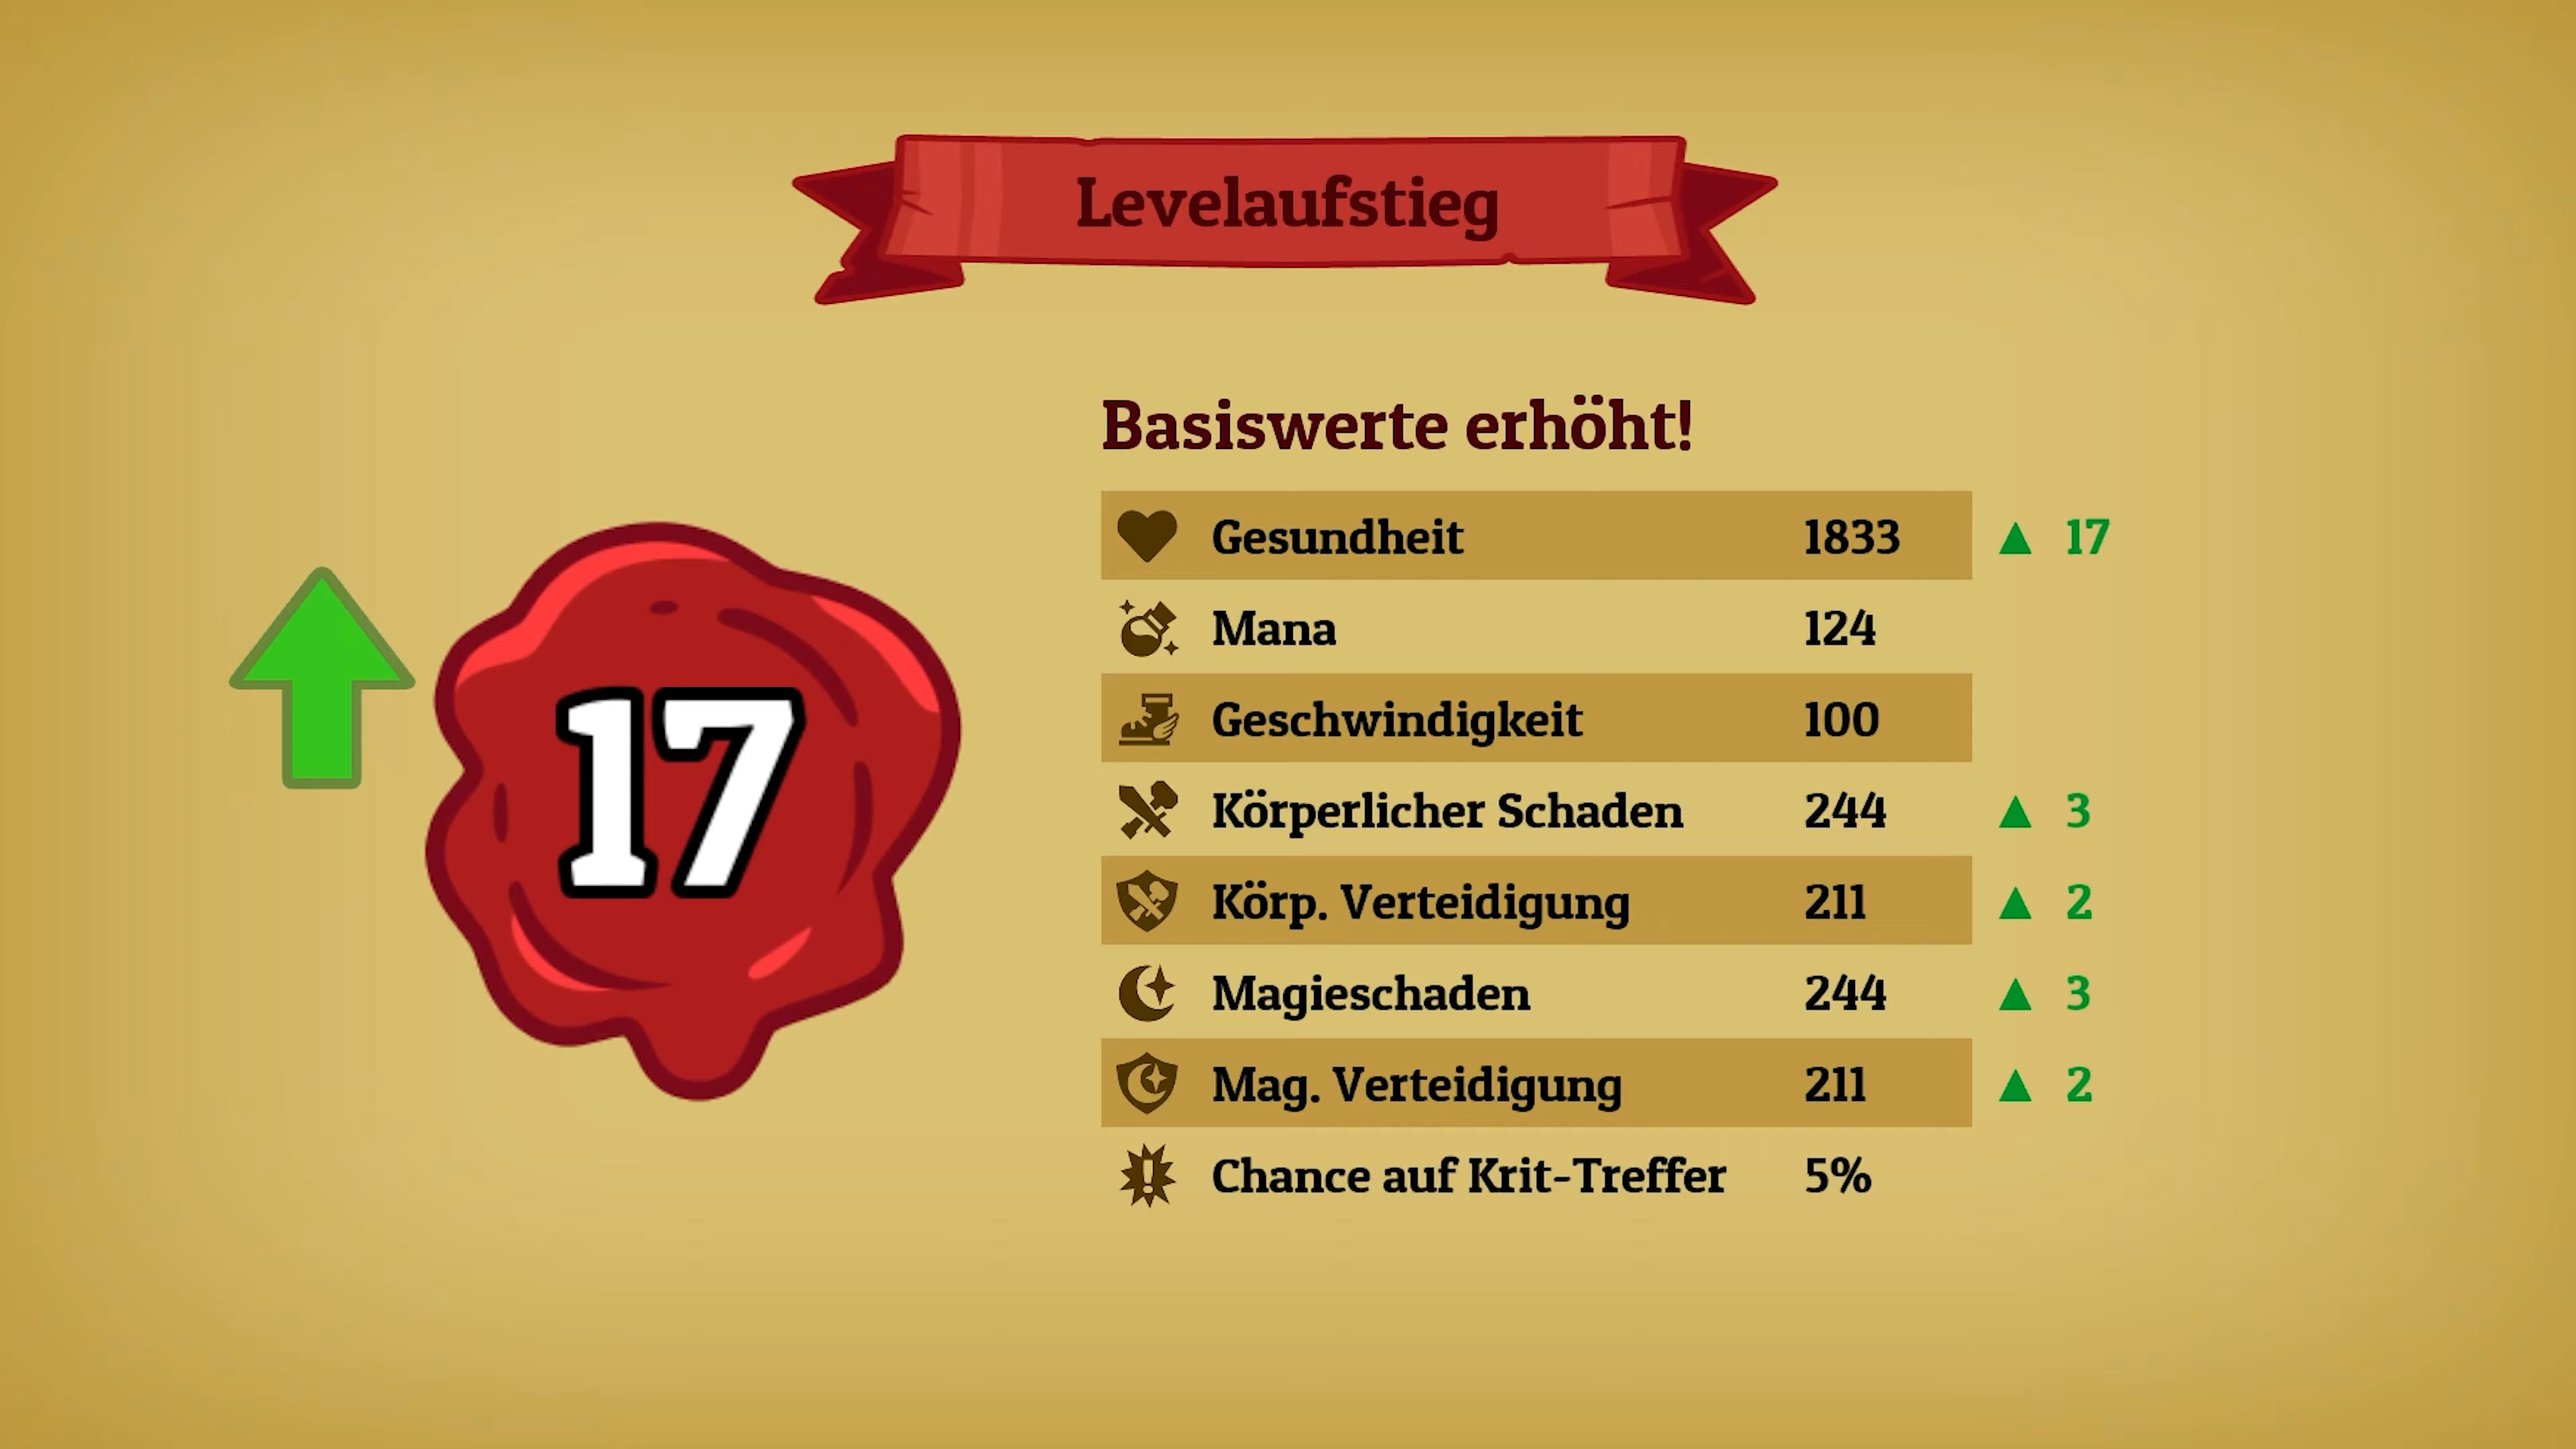 Levelaufstieg
17
Basiswerte erhöht!
Gesundheit 1833 ▲ 17
Mana 124
Geschwindigkeit 100
Körperlicher Schaden 244 ▲ 3
Körp. Verteidigung 211 ▲ 2
Magieschaden 244 ▲ 3
Mag. Verteidigung 211 ▲ 2
Chance auf Krit-Treffer 5%